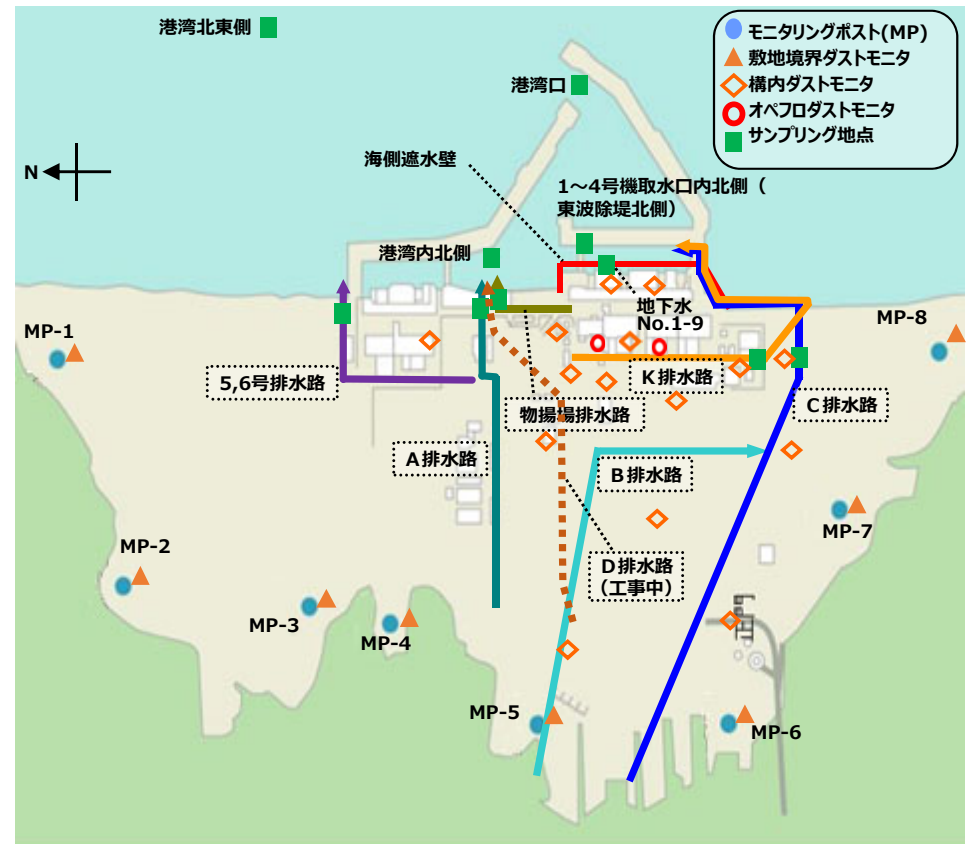 港湾北東側
港湾口
モニタリングポスト(MP)
敷地境界ダストモニタ
構内ダストモニタ
オペフロダストモニタ
サンプリング地点
N
海側遮水壁
1～4号機取水口内北側（
東波除堤北側）
港湾内北側
地下水
No.1-9
MP-1
MP-8
5,6号排水路
K排水路
物揚場排水路
C排水路
A排水路
B排水路
D排水路
（工事中）
MP-7
MP-2
MP-3
MP-4
MP-5
MP-6